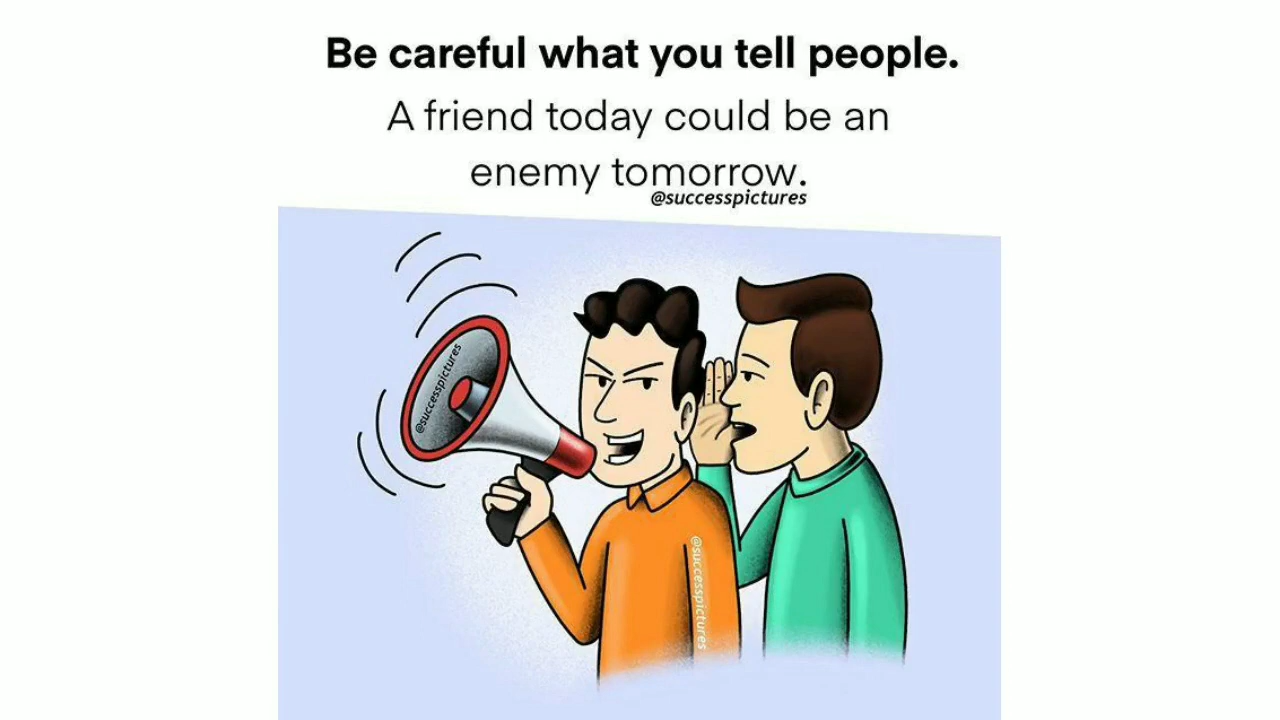 Be careful what you tell people.
A friend today could be an
enemy tomorrow.
@successpictures
@successpictures
@successpictures